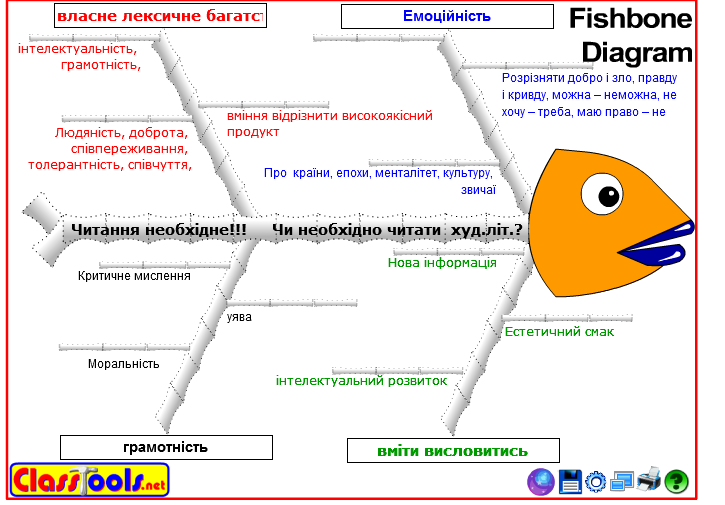 власне лексичне багатст
Емоційність
Fishbone
Diagram
інтелектуальність,
грамотність,
Розрізняти добро і зло, правду
і кривду, можна – неможна, не
хочу – треба, маю право – не
вміння відрізнити високоякісний
продукт
Людяність, доброта,
співпереживання,
толерантність, співчуття,
Про країни, епохи, менталітет, культуру,
звичаї
Читання необхідне!!! Чи необхідно читати худ.літ.?
Нова інформація
Критичне мислення
уява
Естетичний смак
Моральність
інтелектуальний розвиток
грамотність
вміти висловитись
ClassTools.net
?